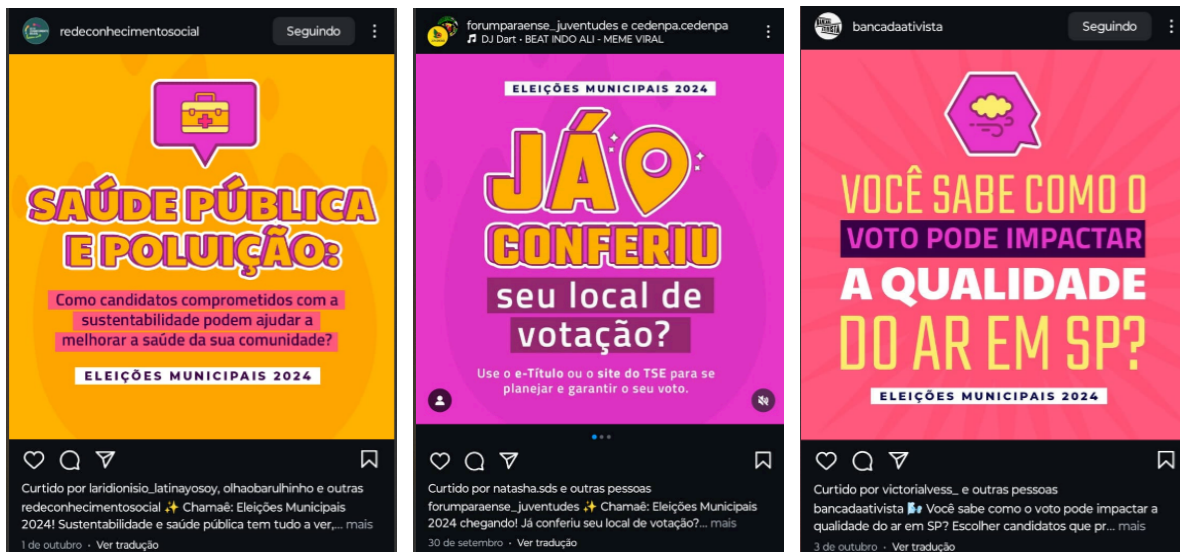 redeconhecimentosocial
Seguindo
SAÚDE PÚBLICA
E POLUIÇÃO:
Como candidatos comprometidos com a
sustentabilidade podem ajudar a
melhorar a saúde da sua comunidade?
ELEIÇÕES MUNICIPAIS 2024
Curtido por laridionisio_latinayosoy, olhaobarulhinho e outras
redeconhecimentosocial ✨ Chamaê: Eleições Municipais
2024! Sustentabilidade e saúde pública tem tudo a ver,... mais
1 de outubro • Ver tradução
forumparaense_juventudes e cedenpa.cedenpa
DJ Dart • BEAT INDO ALI - MEME VIRAL
ELEIÇÕES MUNICIPAIS 2024
JÁ
CONFERIU
seu local de
votação?
Use o e-Título ou o site do TSE para se
planejar e garantir o seu voto.
Curtido por natasha.sds e outras pessoas
forumparaense_juventudes ✨ Chamaê: Eleições Municipais
2024 chegando! Já conferiu seu local de votação?... mais
30 de setembro • Ver tradução
BANCADA ATIVISTA
bancadaativista
Seguindo
VOCÊ SABE COMO O
VOTO PODE IMPACTAR
A QUALIDADE
DO AR EM SP?
ELEIÇÕES MUNICIPAIS 2024
Curtido por victorialvess_ e outras pessoas
bancadaativista 🌬️ Você sabe como o voto pode impactar a
qualidade do ar em SP? Escolher candidatos que pr... mais
3 de outubro • Ver tradução